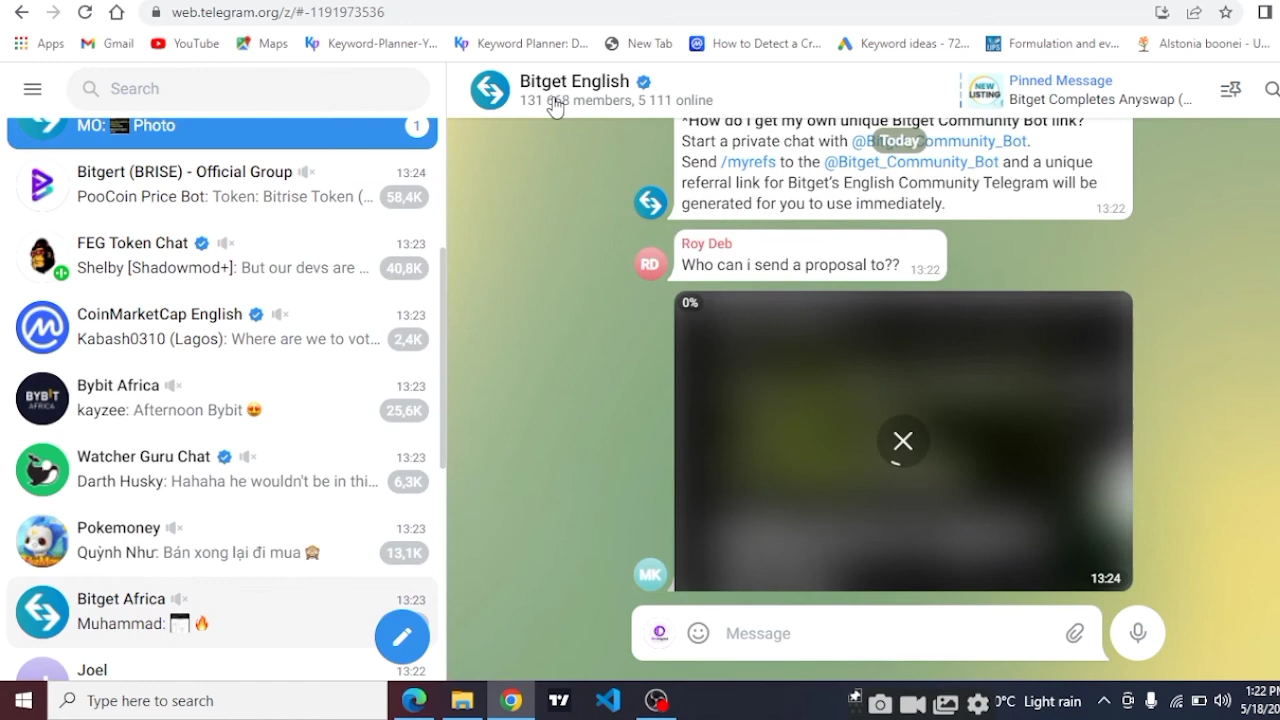 web.telegram.org/z/#-1191973536
Apps
Gmail
YouTube
Maps
Keyword-Planner-Y...
Keyword Planner: D...
New Tab
How to Detect a Cr...
Keyword ideas - 72...
Formulation and ev...
Alstonia boonei - U...
Search
MO: Photo
1
Bitgert (BRISE) - Official Group
13:24
PooCoin Price Bot: Token: Bitrise Token (...
58,4K
FEG Token Chat
13:23
Shelby [Shadowmod+]: But our devs are ...
40,8K
CoinMarketCap English
13:23
Kabash0310 (Lagos): Where are we to vot...
2,4K
BYBIT
AFRICA
Bybit Africa
13:23
kayzee: Afternoon Bybit 😍
25,6K
Watcher Guru Chat
13:23
Darth Husky: Hahaha he wouldn't be in thi...
6,3K
Pokemoney
13:23
Quỳnh Như: Bán xong lại đi mua 🙈
13,1K
Bitget Africa
13:23
Muhammad: 🔥
Joel
13:22
Bitget English
members, 5 111 online
NEW
LISTING
Pinned Message
Bitget Completes Anyswap (...
*How do I get my own unique Bitget Community Bot link?
Today
Start a private chat with @Bi ommunity_Bot.
Send /myrefs to the @Bitget_Community_Bot and a unique
referral link for Bitget's English Community Telegram will be
generated for you to use immediately.
13:22
RD
Roy Deb
Who can i send a proposal to??
13:22
0%
MK
13:24
Message
Type here to search
0°C Light rain
1:22 P
5/18/20